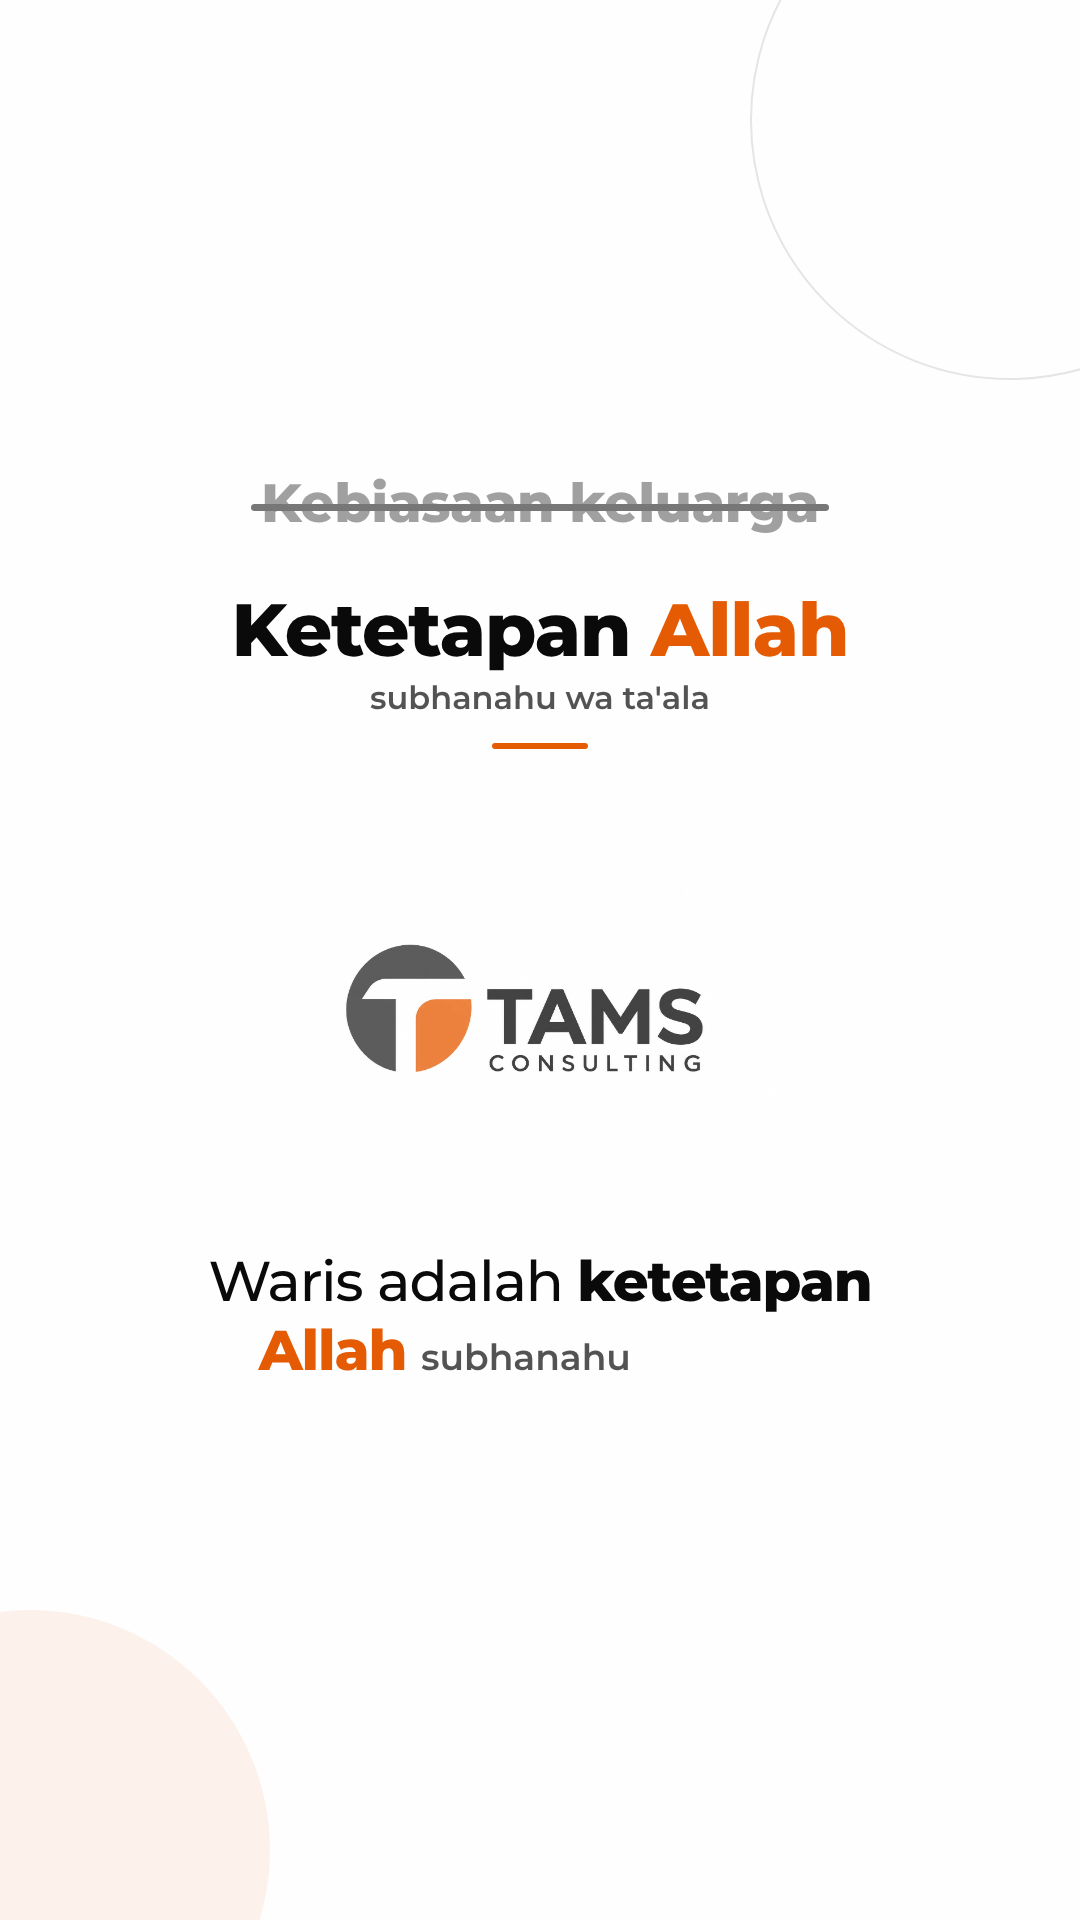 Kebiasaan keluarga
Ketetapan Allah
subhanahu wa ta'ala
TAMS
CONSULTING
Waris adalah ketetapan
Allah subhanahu